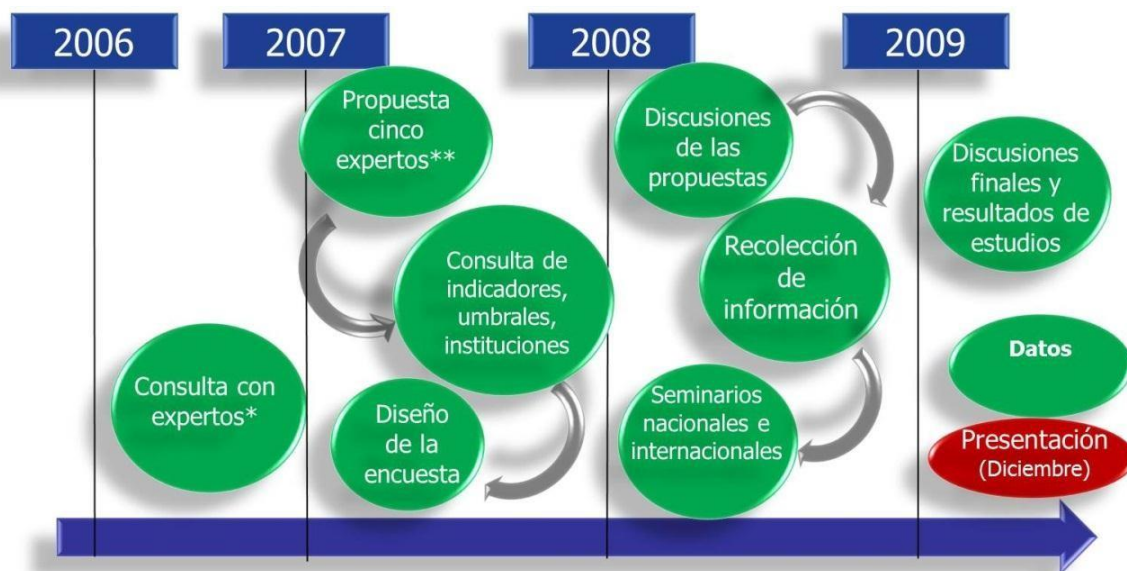 2006
2007
2008
2009
Consulta con
expertos*
Propuesta
cinco
expertos**
Consulta de
indicadores,
umbrales,
instituciones
Diseño
de la
encuesta
Discusiones
de las
propuestas
Recolección
de
información
Seminarios
nacionales e
internacionales
Discusiones
finales y
resultados de
estudios
Datos
Presentación
(Diciembre)